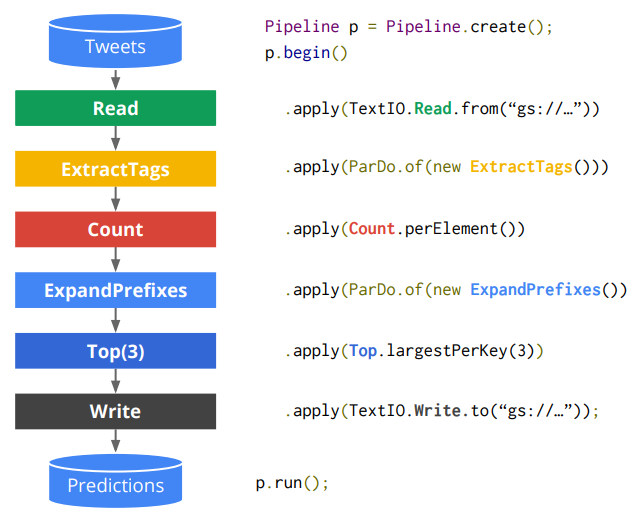 Tweets
Pipeline p = Pipeline.create();
p.begin()
Read
.apply(TextIO.Read.from(“gs://…”))
ExtractTags
.apply(ParDo.of(new ExtractTags()))
Count
.apply(Count.perElement())
ExpandPrefixes
.apply(ParDo.of(new ExpandPrefixes())
Top(3)
.apply(Top.largestPerKey(3))
Write
.apply(TextIO.Write.to(“gs://…”));
Predictions
p.run();